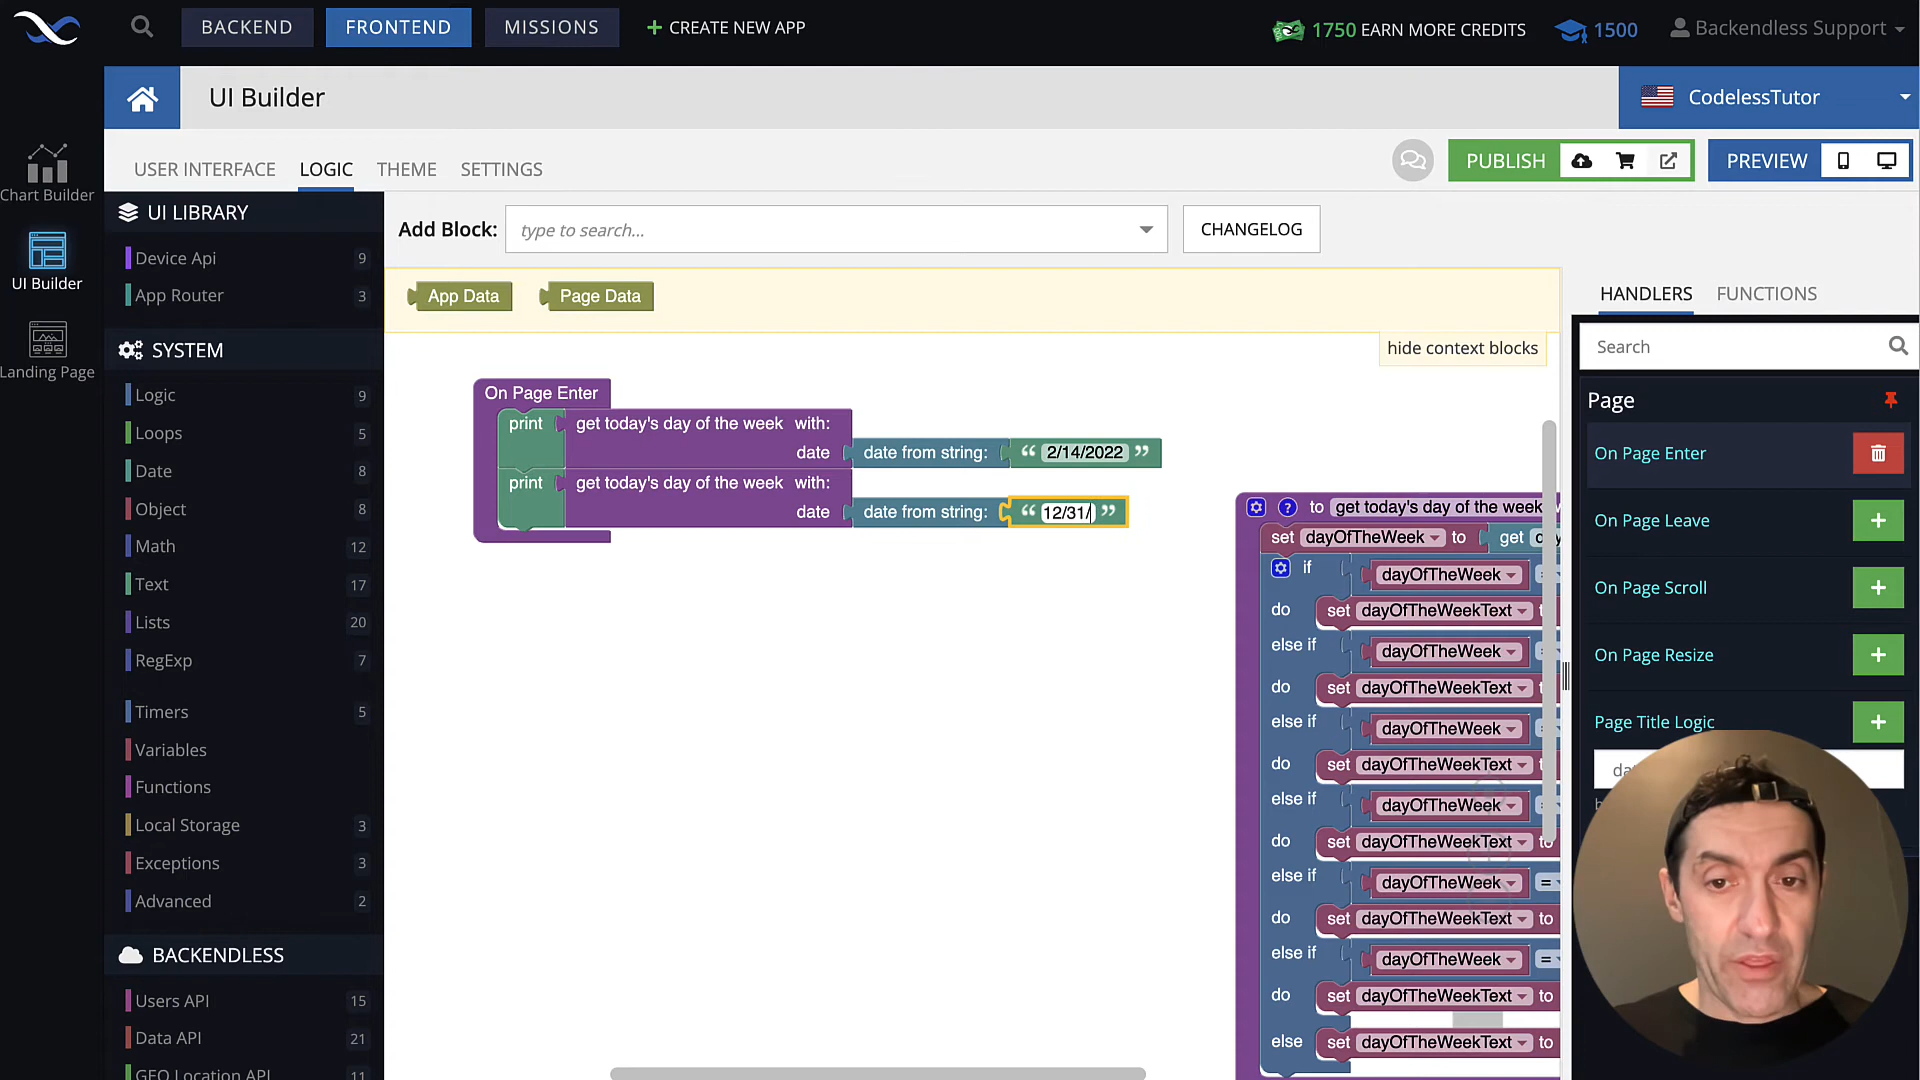 BACKEND
FRONTEND
MISSIONS
+ CREATE NEW APP
1750 EARN MORE CREDITS
1500
Backendless Support
UI Builder
CodelessTutor
USER INTERFACE
LOGIC
THEME
SETTINGS
PUBLISH
PREVIEW
Chart Builder
UI Builder
Landing Page
UI LIBRARY
Device Api 9
App Router 3
SYSTEM
Logic 9
Loops 5
Date 8
Object 8
Math 12
Text 17
Lists 20
RegExp 7
Timers 5
Variables
Functions
Local Storage 3
Exceptions 3
Advanced 2
BACKENDLESS
Users API 15
Data API 21
GEO Location API 11
Add Block:
type to search...
CHANGELOG
App Data
Page Data
hide context blocks
On Page Enter
print get today's day of the week with:
date date from string: “ 2/14/2022 ”
print get today's day of the week with:
date date from string: “ 12/31/ ”
? to get today's day of the week
set dayOfTheWeek to get
if dayOfTheWeek
do set dayOfTheWeekText
else if dayOfTheWeek
do set dayOfTheWeekText
else if dayOfTheWeek
do set dayOfTheWeekText
else if dayOfTheWeek
do set dayOfTheWeekText to
else if dayOfTheWeek =
do set dayOfTheWeekText to
else if dayOfTheWeek =
do set dayOfTheWeekText to
else set dayOfTheWeekText to
HANDLERS
FUNCTIONS
Search
Page
On Page Enter
On Page Leave
On Page Scroll
On Page Resize
Page Title Logic